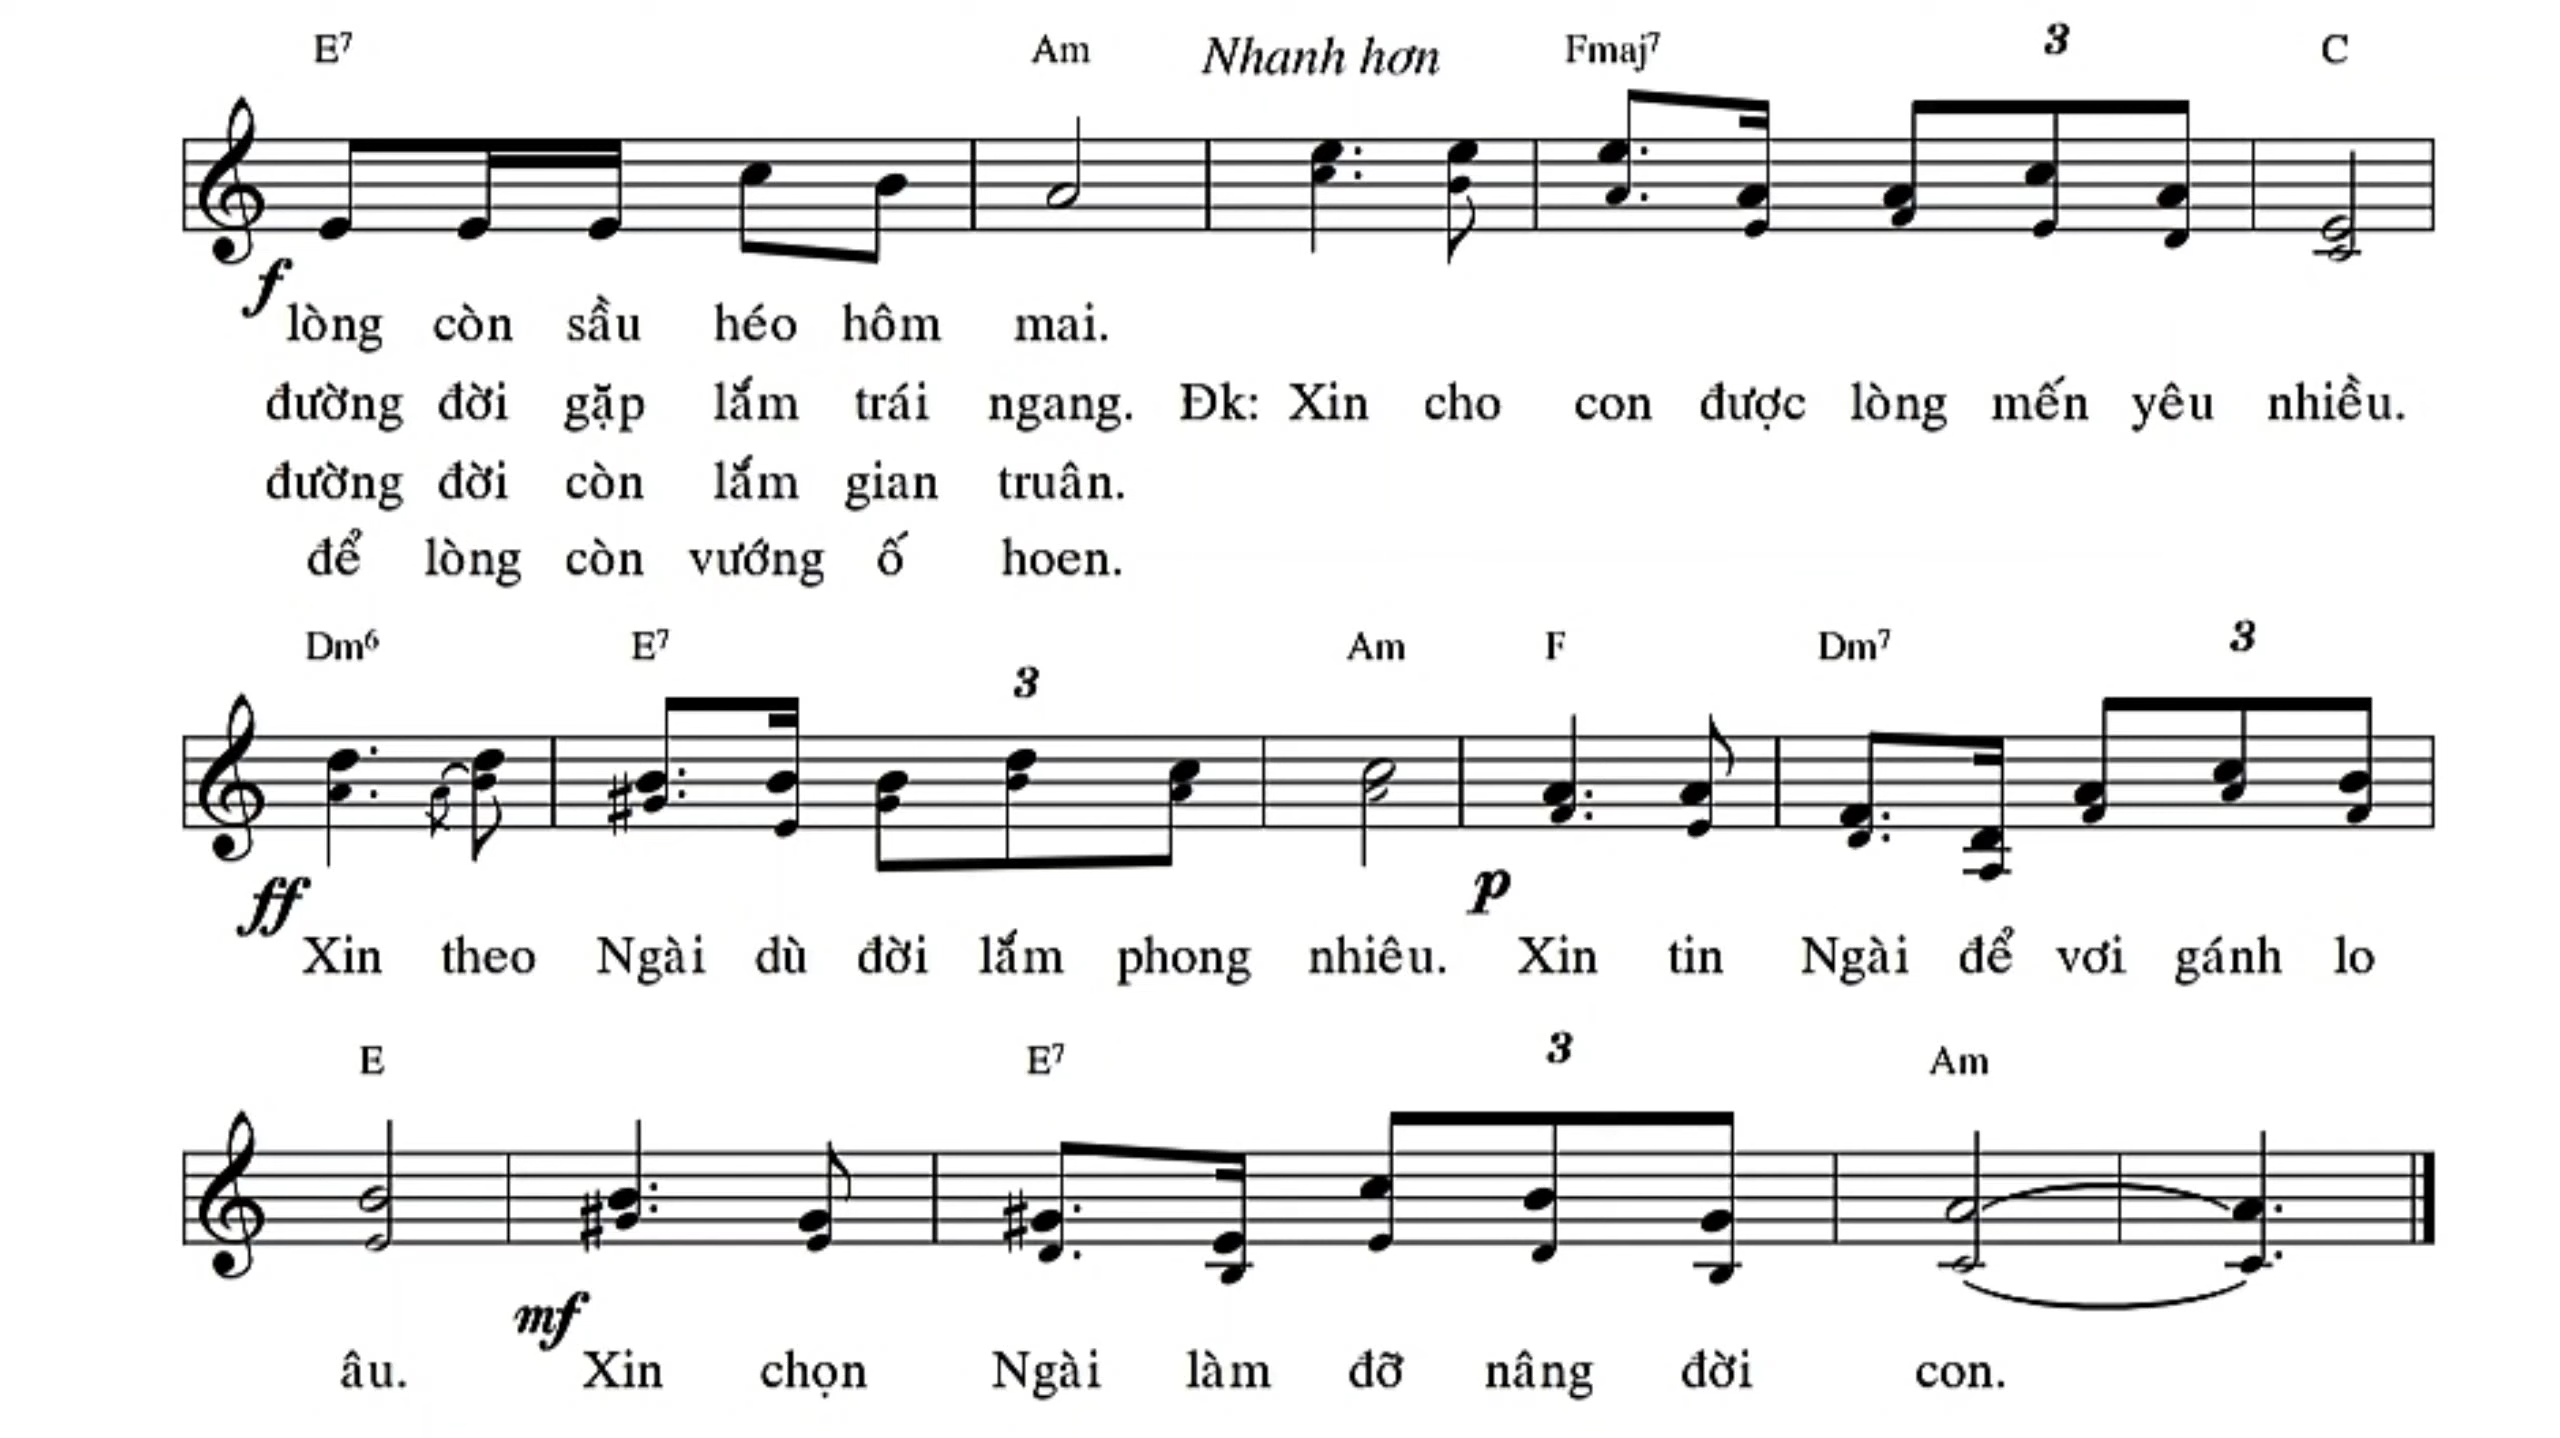 E7 Am Nhanh hơn Fmaj7 3 C
f
lòng còn sầu héo hôm mai.
đường đời gặp lắm trái ngang. Đk: Xin cho con được lòng mến yêu nhiều.
đường đời còn lắm gian truân.
để lòng còn vướng ố hoen.
Dm6 E7 3 Am F Dm7 3
ff p
Xin theo Ngài dù đời lắm phong nhiêu. Xin tin Ngài để vơi gánh lo
E E7 3 Am
mf
âu. Xin chọn Ngài làm đỡ nâng đời con.